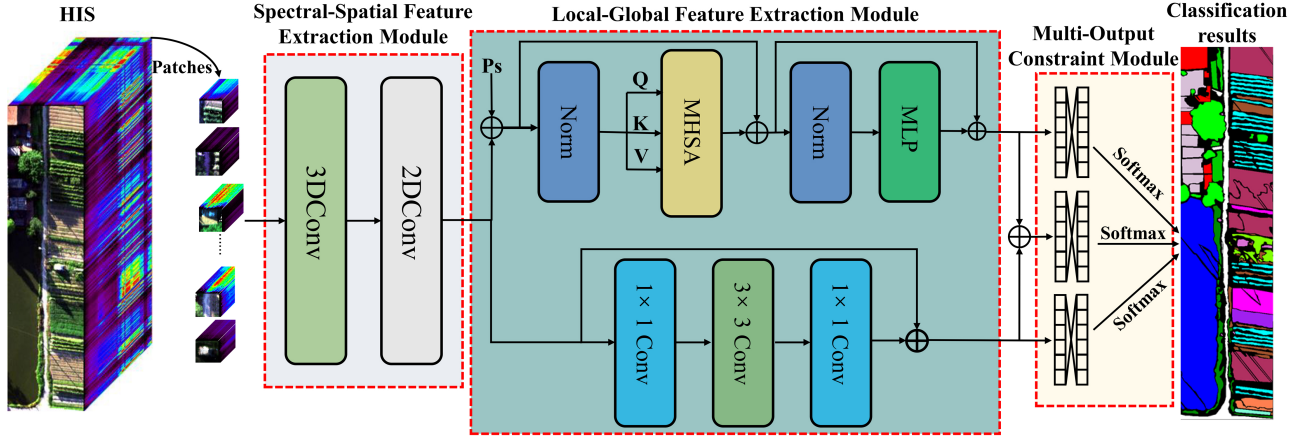 HIS
Patches
Spectral-Spatial Feature
Extraction Module
3DConv
2DConv
Local-Global Feature Extraction Module
Ps
Norm
Q
K
V
MHSA
Norm
MLP
1× 1 Conv
3× 3 Conv
1× 1 Conv
Multi-Output
Constraint Module
Softmax
Softmax
Softmax
Classification
results